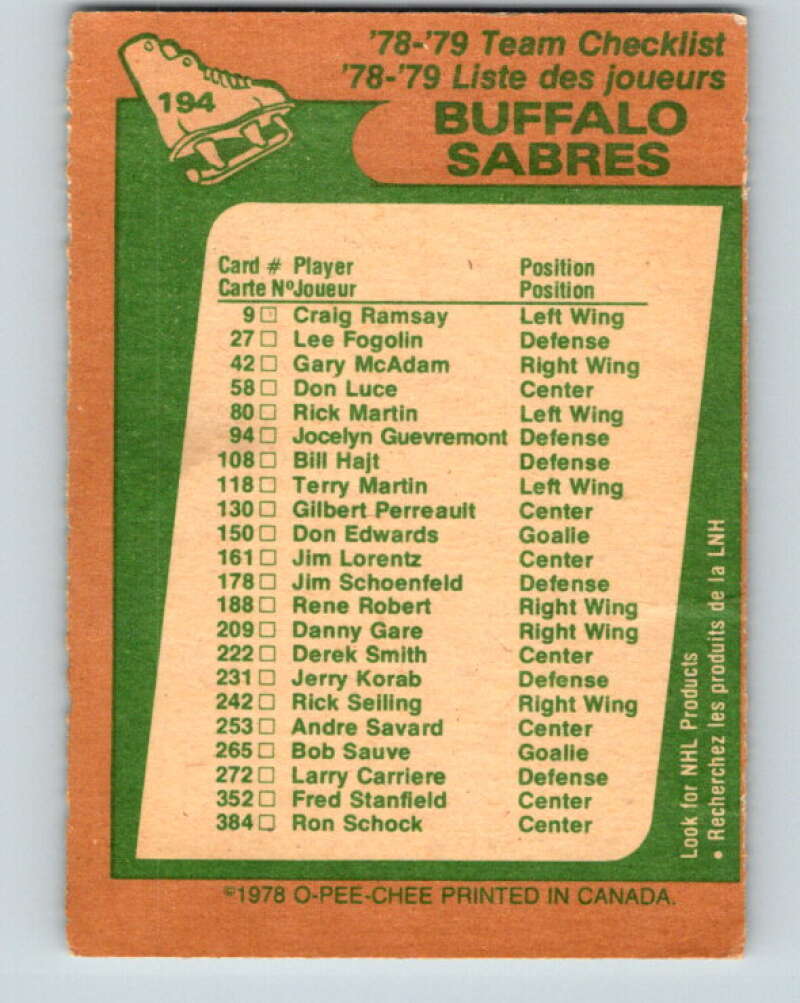 194
'78-'79 Team Checklist
'78-'79 Liste des joueurs
BUFFALO
SABRES
Card # Player Position
Carte Nº Joueur Position
9 □ Craig Ramsay Left Wing
27 □ Lee Fogolin Defense
42 □ Gary McAdam Right Wing
58 □ Don Luce Center
80 □ Rick Martin Left Wing
94 □ Jocelyn Guevremont Defense
108 □ Bill Hajt Defense
118 □ Terry Martin Left Wing
130 □ Gilbert Perreault Center
150 □ Don Edwards Goalie
161 □ Jim Lorentz Center
178 □ Jim Schoenfeld Defense
188 □ Rene Robert Right Wing
209 □ Danny Gare Right Wing
222 □ Derek Smith Center
231 □ Jerry Korab Defense
242 □ Rick Seiling Right Wing
253 □ Andre Savard Center
265 □ Bob Sauve Goalie
272 □ Larry Carriere Defense
352 □ Fred Stanfield Center
384 □ Ron Schock Center
Look for NHL Products
• Recherchez les produits de la LNH
©1978 O-PEE-CHEE PRINTED IN CANADA.